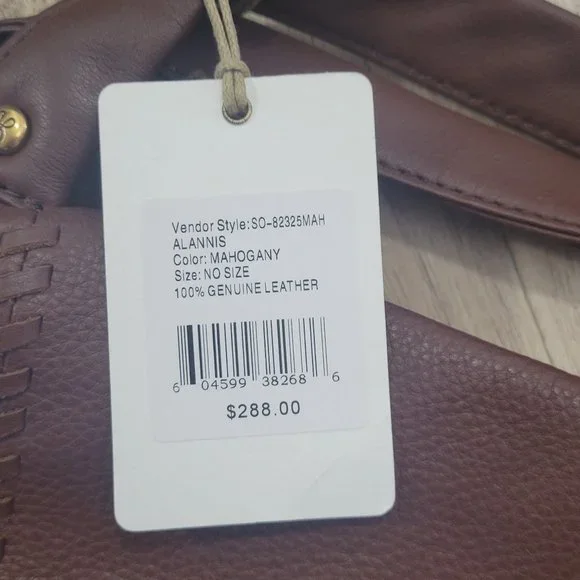 Vendor Style:SO-82325MAH
ALANNIS
Color: MAHOGANY
Size: NO SIZE
100% GENUINE LEATHER
6 04599 38268 6
$288.00